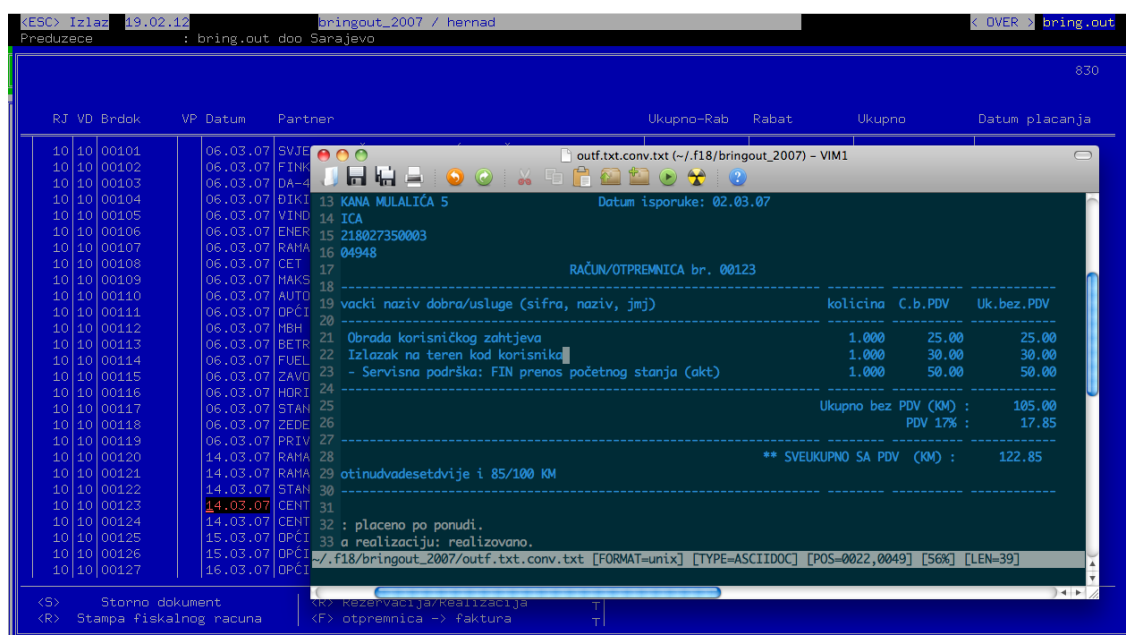 <ESC> Izlaz 19.02.12 bringout_2007 / hernad < OVER > bring.out
Preduzece : bring.out doo Sarajevo
830
RJ VD Brdok VP Datum Partner Ukupno-Rab Rabat Ukupno Datum placanja
10 10 00101 06.03.07 SVJE
10 10 00102 06.03.07 FINK
10 10 00103 06.03.07 DA-4
10 10 00104 06.03.07 ĐIKI
10 10 00105 06.03.07 VIND
10 10 00106 06.03.07 ENER
10 10 00107 06.03.07 RAMA
10 10 00108 06.03.07 CET
10 10 00109 06.03.07 MAKS
10 10 00110 06.03.07 AUTO
10 10 00111 06.03.07 OPĆI
10 10 00112 06.03.07 MBH
10 10 00113 06.03.07 BETR
10 10 00114 06.03.07 FUEL
10 10 00115 06.03.07 ZAVO
10 10 00116 06.03.07 HORI
10 10 00117 06.03.07 STAN
10 10 00118 06.03.07 ZEDE
10 10 00119 06.03.07 PRIV
10 10 00120 14.03.07 RAMA
10 10 00121 14.03.07 RAMA
10 10 00122 14.03.07 STAN
10 10 00123 14.03.07 CENT
10 10 00124 14.03.07 CENT
10 10 00125 15.03.07 OPĆI
10 10 00126 15.03.07 OPĆI
10 10 00127 16.03.07 OPĆI
<S> Storno dokument <R> Rezervacija/Realizacija
<R> Stampa fiskalnog racuna <F> otpremnica -> faktura
outf.txt.conv.txt (~/.f18/bringout_2007) – VIM1
13 KANA MULALIĆA 5 Datum isporuke: 02.03.07
14 ICA
15 218027350003
16 04948
17 RAČUN/OTPREMNICA br. 00123
18
19 vacki naziv dobra/usluge (sifra, naziv, jmj) kolicina C.b.PDV Uk.bez.PDV
20
21 Obrada korisničkog zahtjeva 1.000 25.00 25.00
22 Izlazak na teren kod korisnika 1.000 30.00 30.00
23 - Servisna podrška: FIN prenos početnog stanja (akt) 1.000 50.00 50.00
24
25 Ukupno bez PDV (KM) : 105.00
26 PDV 17% : 17.85
27
28 ** SVEUKUPNO SA PDV (KM) : 122.85
29 otinudvadesetdvije i 85/100 KM
30
31
32 : placeno po ponudi.
33 a realizaciju: realizovano.
~/.f18/bringout_2007/outf.txt.conv.txt [FORMAT=unix] [TYPE=ASCIIDOC] [POS=0022,0049] [56%] [LEN=39]